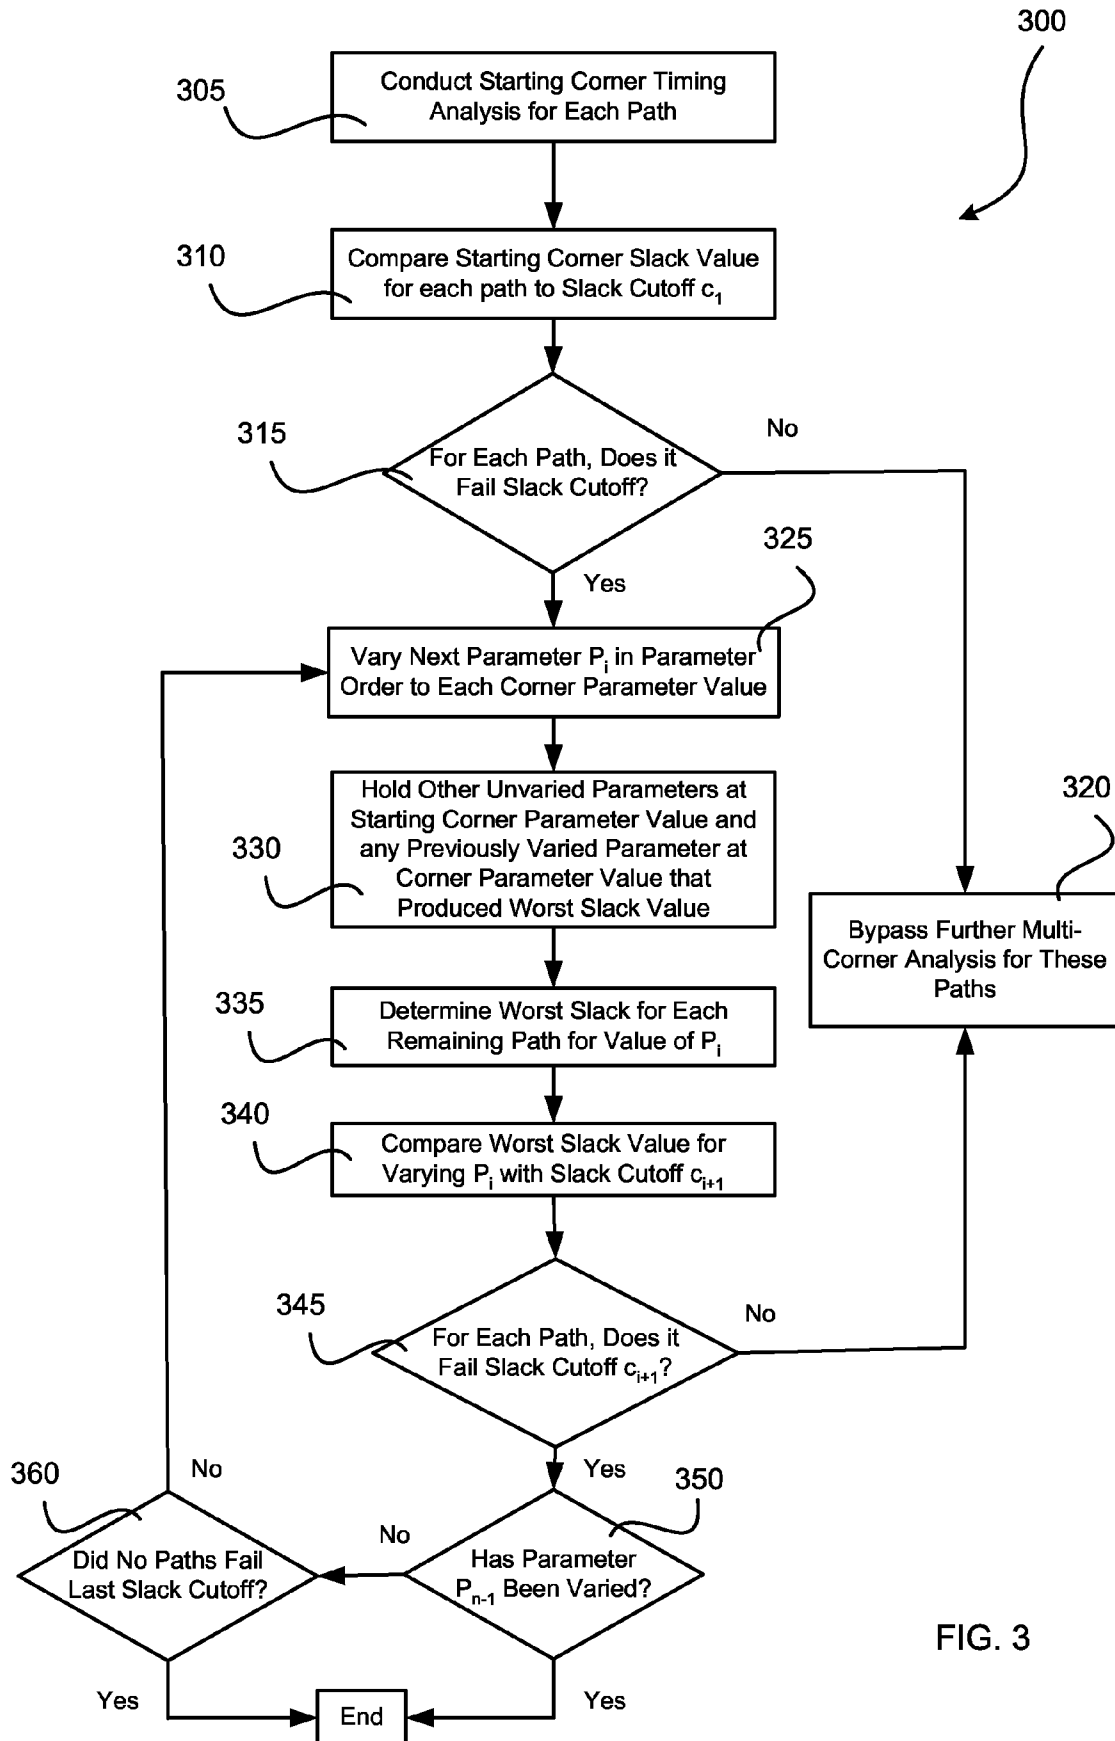 300
Conduct Starting Corner Timing
Analysis for Each Path
305
Compare Starting Corner Slack Value
for each path to Slack Cutoff c1
310
For Each Path, Does it
Fail Slack Cutoff?
315
No
Yes
325
Vary Next Parameter Pi in Parameter
Order to Each Corner Parameter Value
Hold Other Unvaried Parameters at
Starting Corner Parameter Value and
any Previously Varied Parameter at
Corner Parameter Value that
Produced Worst Slack Value
330
320
Bypass Further Multi-
Corner Analysis for These
Paths
335
Determine Worst Slack for Each
Remaining Path for Value of Pi
340
Compare Worst Slack Value for
Varying Pi with Slack Cutoff ci+1
345
For Each Path, Does it
Fail Slack Cutoff ci+1?
No
Yes
350
Has Parameter
Pn-1 Been Varied?
No
360
No
Did No Paths Fail
Last Slack Cutoff?
Yes
End
Yes
FIG. 3